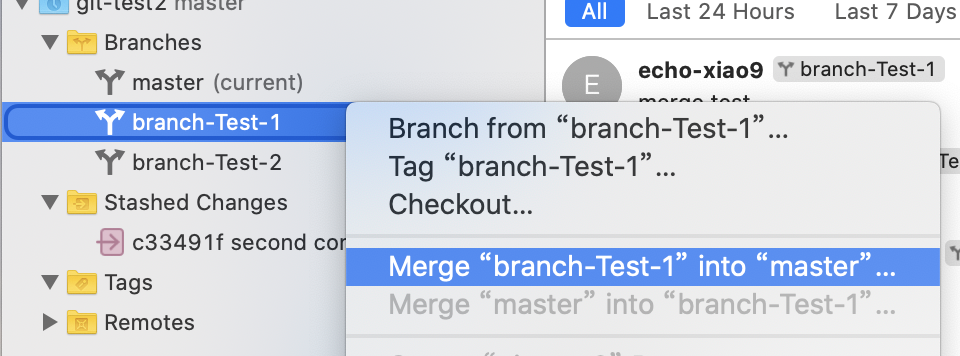 git-test2 master
Branches
master (current)
branch-Test-1
branch-Test-2
Stashed Changes
c33491f second con
Tags
Remotes
All Last 24 Hours Last 7 Days
E
echo-xiao9 branch-Test-1
merge test
Branch from “branch-Test-1”...
Tag “branch-Test-1”...
Checkout...
Merge “branch-Test-1” into “master”...
Merge “master” into “branch-Test-1”...